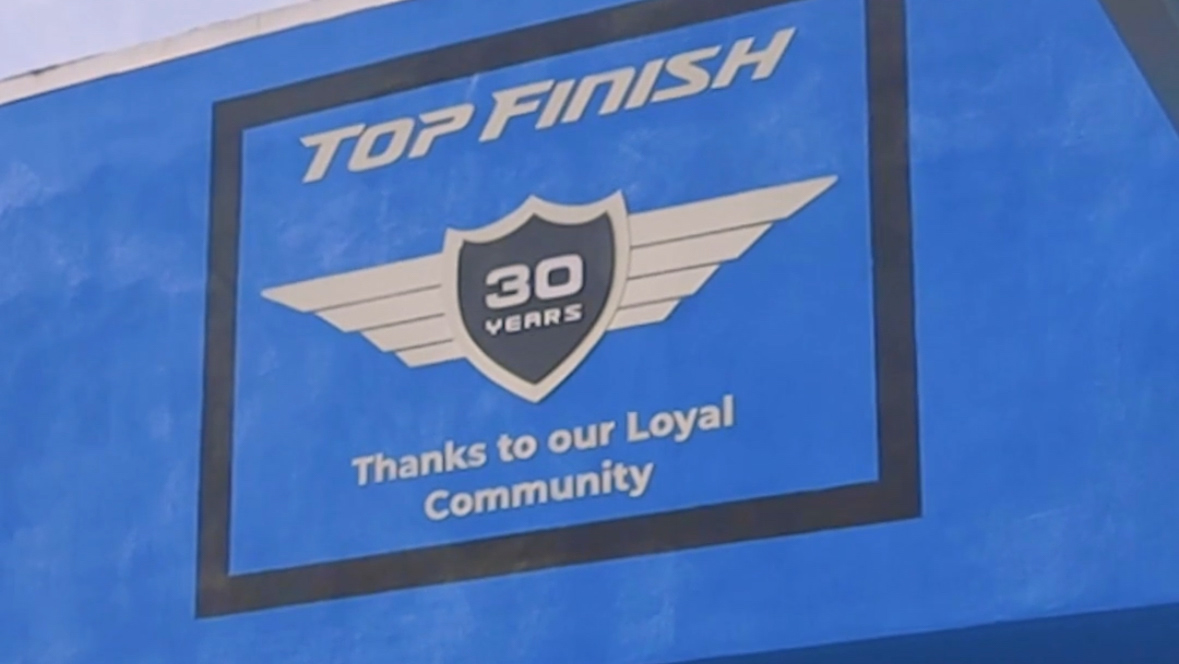 TOP FINISH
30
YEARS
Thanks to our Loyal
Community